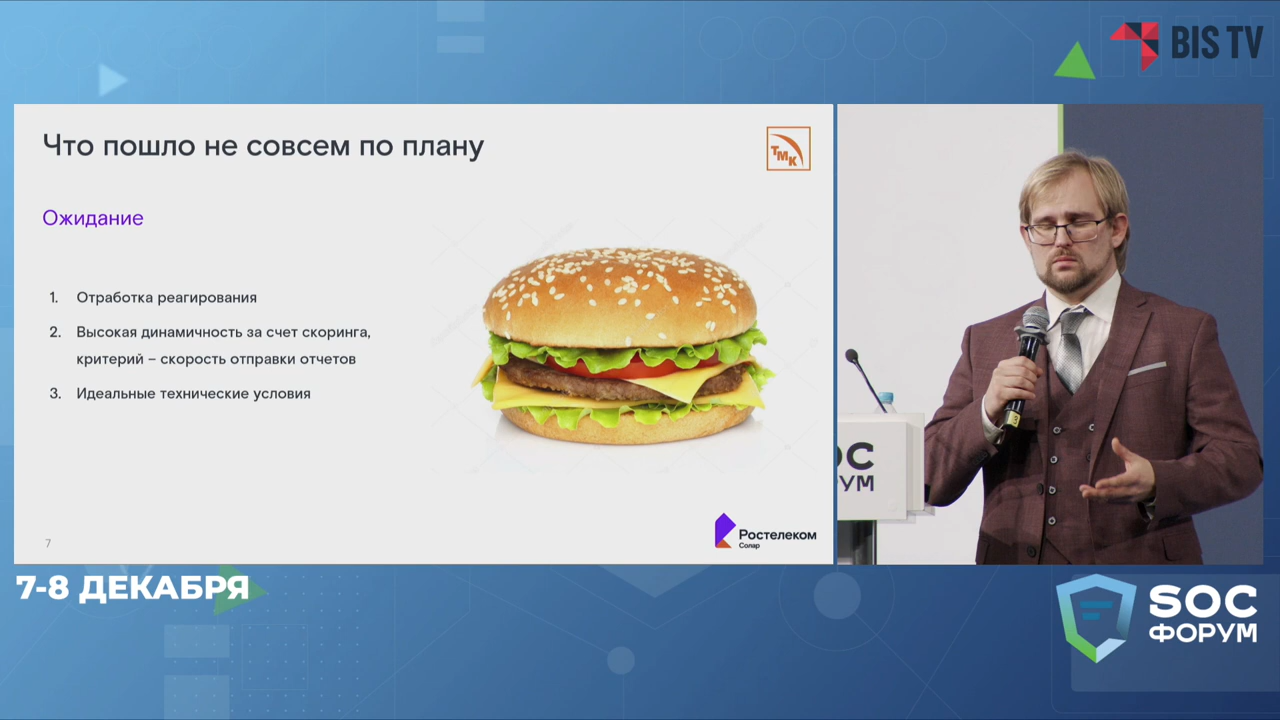 BIS TV
Что пошло не совсем по плану
ТМК
Ожидание
1. Отработка реагирования
2. Высокая динамичность за счет скоринга,
критерий – скорость отправки отчетов
3. Идеальные технические условия
7
Ростелеком
Солар
ОС
РУМ
7-8 ДЕКАБРЯ
SOC
ФОРУМ